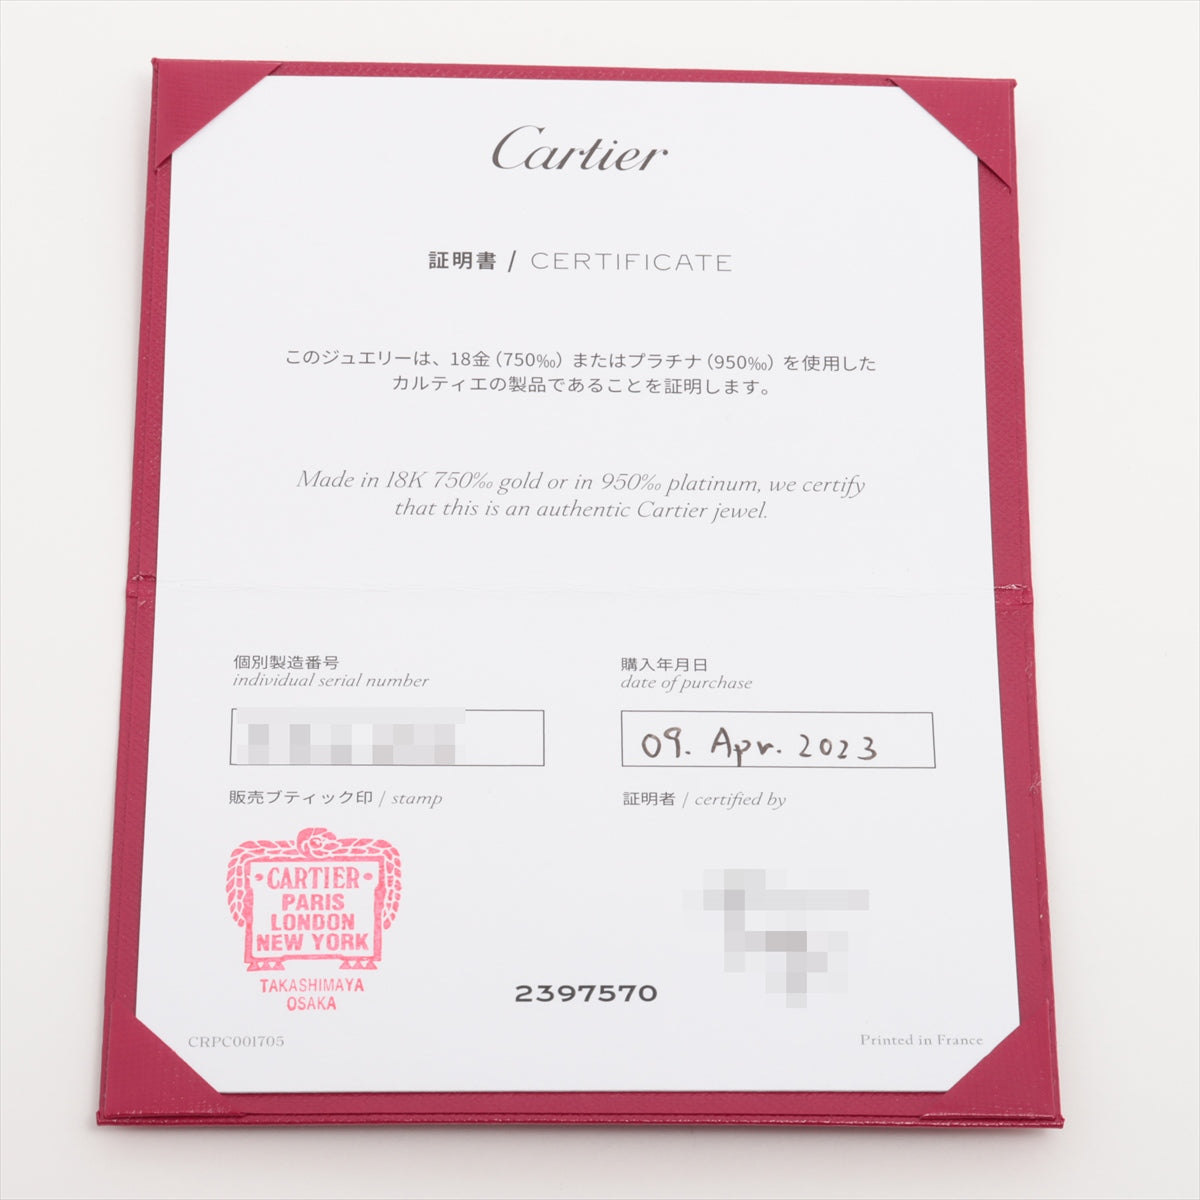 Cartier
証明書 / CERTIFICATE
このジュエリーは、18金（750‰）またはプラチナ（950‰）を使用した
カルティエの製品であることを証明します。
Made in 18K 750‰ gold or in 950‰ platinum, we certify
that this is an authentic Cartier jewel.
個別製造番号
individual serial number
購入年月日
date of purchase
09. Apr. 2023
販売ブティック印 / stamp
証明者 / certified by
·CARTIER·
PARIS
LONDON
NEW YORK
TAKASHIMAYA
OSAKA
2397570
CRPC001705
Printed in France